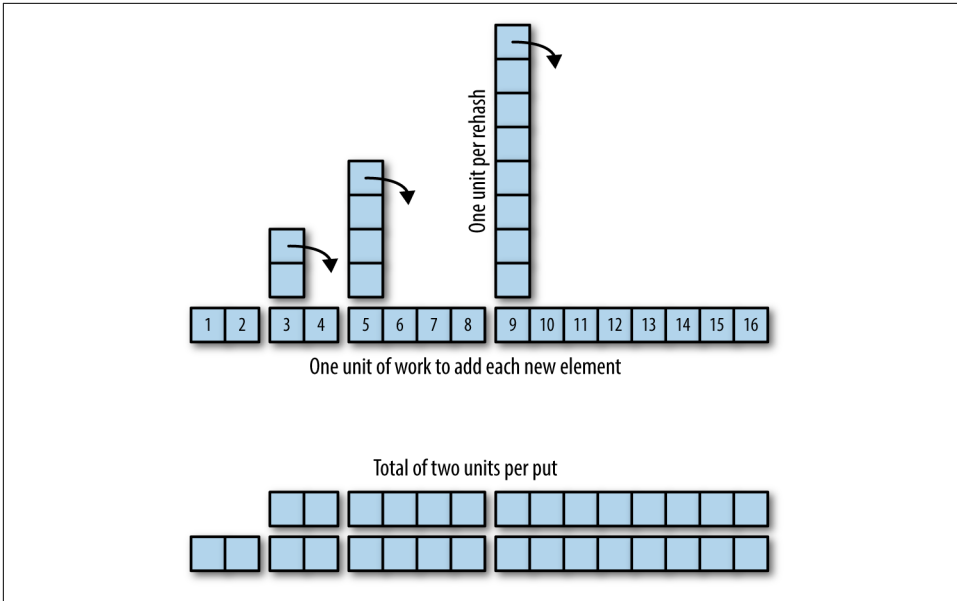 One unit per rehash
1 2 3 4 5 6 7 8 9 10 11 12 13 14 15 16
One unit of work to add each new element
Total of two units per put